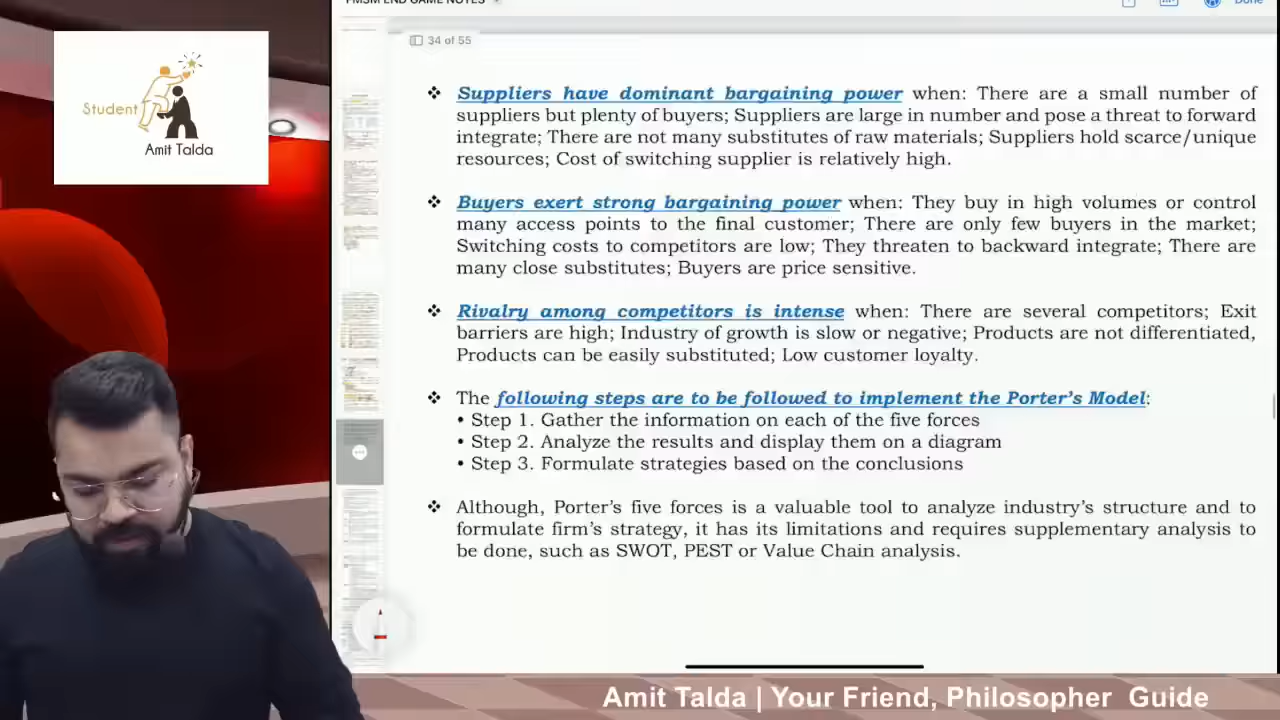 FMSM END GAME NOTES
Done
34 of 55
Student
Amit Talda
❖ Suppliers have dominant bargaining power when: There are a small number of
suppliers but plenty of buyers; Suppliers are large in number and pose a threat to forward
integration; There are not many substitutes of raw materials; Suppliers hold scarce/unique
resources; Cost of switching suppliers relatively high.
❖ Buyers exert strong bargaining power when: They buy in high volumes or control
many access points to the final customer; There are only few buyers in the market;
Switching costs to competitors are low; They threaten to backward integrate; There are
many close substitutes; Buyers are price sensitive.
❖ Rivalry among competitors is intense when: There are several competitors; Exit
barriers are high; Industry growth is slow or negative; Products are not differentiated,
Product can be easily substituted; Low customer loyalty.
❖ The following steps are to be followed to implement the Porter's Model:
• Step 1. Gather the information on each of the five forces
• Step 2. Analyze the results and display them on a diagram
• Step 3. Formulate strategies based on the conclusions
❖ Although, Porter's five forces is a valuable tool to analyze industry's structure and to
formulate firm's strategy, it has its limitations and requires supplementary analysis to
be done, such as SWOT, PEST or Value Chain analysis.
Amit Talda | Your Friend, Philosopher Guide